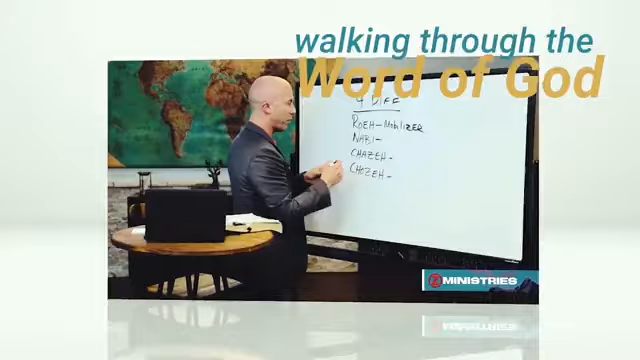 walking through the
Word of God
4 DIFF
ROEH - MOBILIZER
NABI -
CHAZEH -
CHOZEH -
MINISTRIES